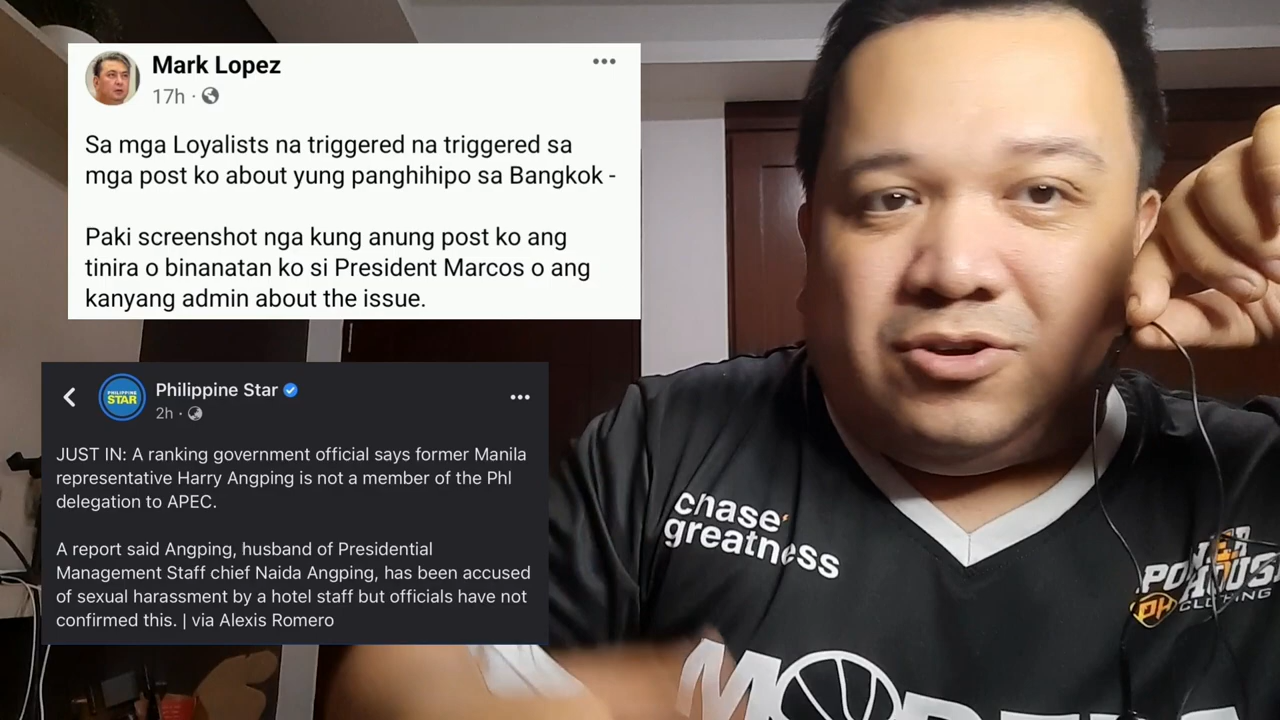 Mark Lopez
17h ·
Sa mga Loyalists na triggered na triggered sa
mga post ko about yung panghihipo sa Bangkok -
Paki screenshot nga kung anung post ko ang
tinira o binanatan ko si President Marcos o ang
kanyang admin about the issue.
PHILIPPINE
STAR
Philippine Star
2h ·
JUST IN: A ranking government official says former Manila
representative Harry Angping is not a member of the Phl
delegation to APEC.
A report said Angping, husband of Presidential
Management Staff chief Naida Angping, has been accused
of sexual harassment by a hotel staff but officials have not
confirmed this. | via Alexis Romero
chase
greatness
PH
CLOTHING